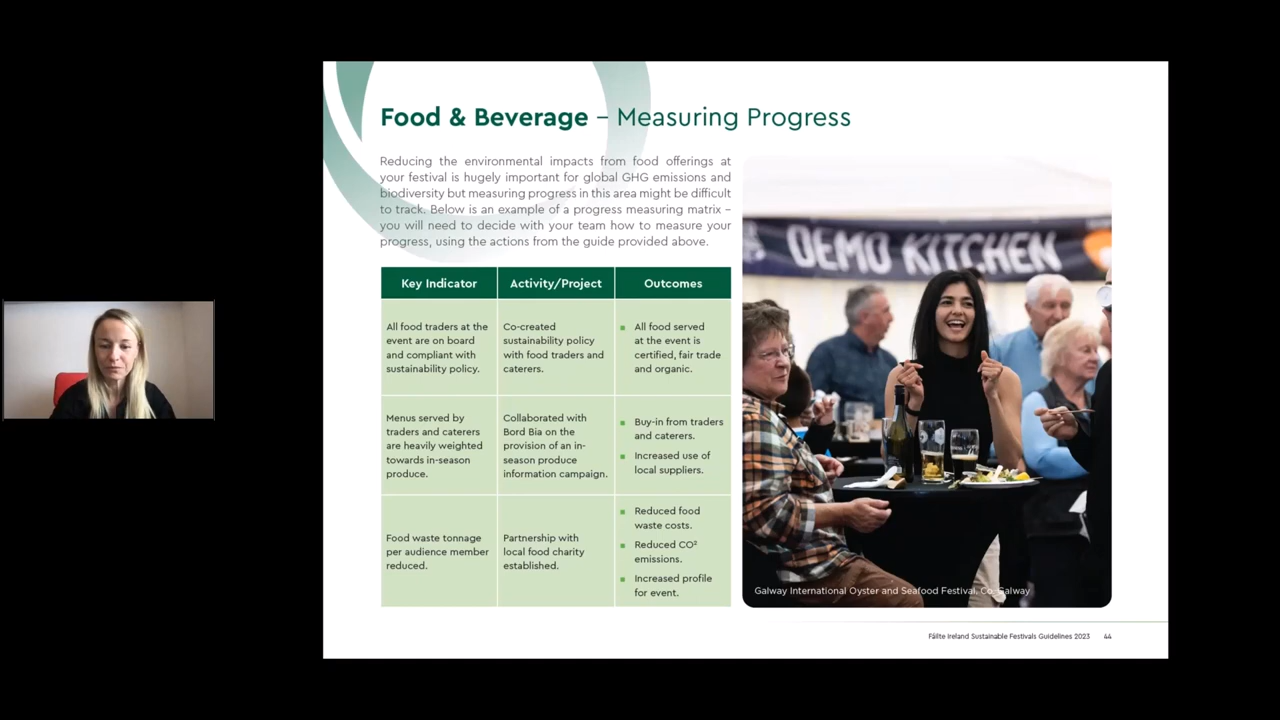 Food & Beverage – Measuring Progress
Reducing the environmental impacts from food offerings at
your festival is hugely important for global GHG emissions and
biodiversity but measuring progress in this area might be difficult
to track. Below is an example of a progress measuring matrix –
you will need to decide with your team how to measure your
progress, using the actions from the guide provided above.
Key Indicator
Activity/Project
Outcomes
All food traders at the
event are on board
and compliant with
sustainability policy.
Co-created
sustainability policy
with food traders and
caterers.
All food served
at the event is
certified, fair trade
and organic.
Menus served by
traders and caterers
are heavily weighted
towards in-season
produce.
Collaborated with
Bord Bia on the
provision of an in-
season produce
information campaign.
Buy-in from traders
and caterers.
Increased use of
local suppliers.
Food waste tonnage
per audience member
reduced.
Partnership with
local food charity
established.
Reduced food
waste costs.
Reduced CO²
emissions.
Increased profile
for event.
DEMO KITCHEN
Galway International Oyster and Seafood Festival, Co. Galway
Fáilte Ireland Sustainable Festivals Guidelines 2023 44